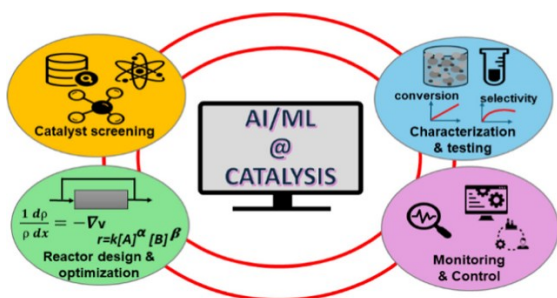 Catalyst screening
AI/ML
@
CATALYSIS
conversion
selectivity
Characterization
& testing
1 dρ
ρ dx
= −∇v
r=k[A]α [B] β
Reactor design &
optimization
Monitoring
& Control